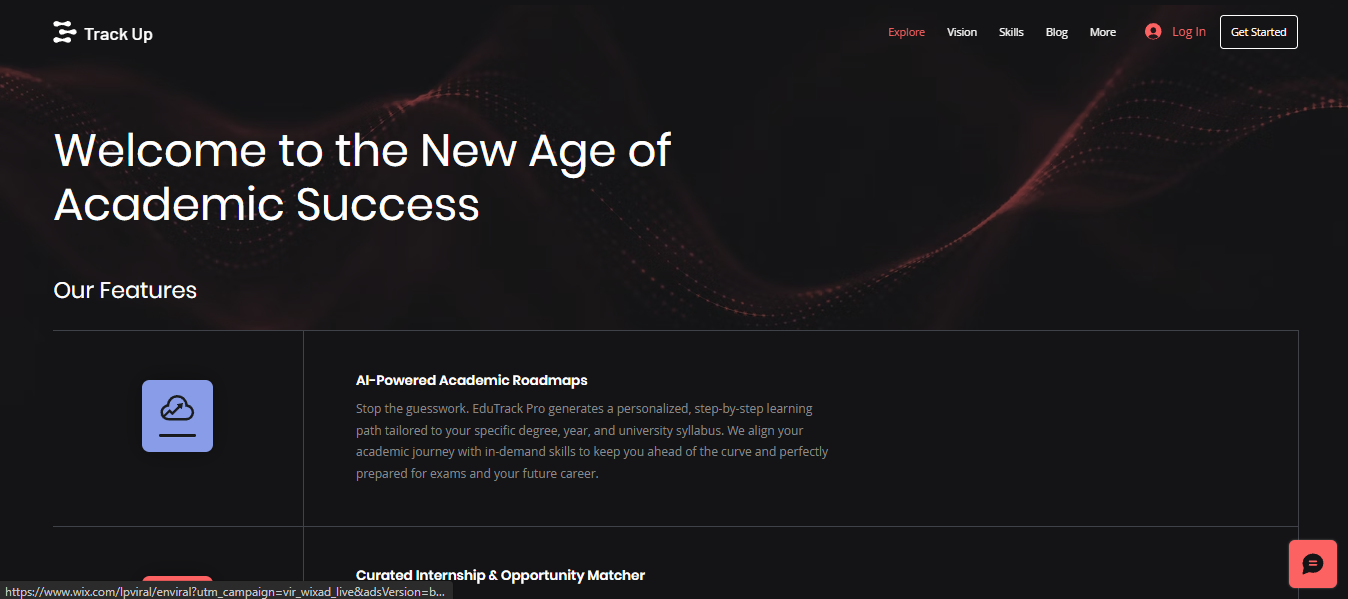 Track Up
Explore
Vision
Skills
Blog
More
Log In
Get Started
Welcome to the New Age of
Academic Success
Our Features
AI-Powered Academic Roadmaps
Stop the guesswork. EduTrack Pro generates a personalized, step-by-step learning
path tailored to your specific degree, year, and university syllabus. We align your
academic journey with in-demand skills to keep you ahead of the curve and perfectly
prepared for exams and your future career.
Curated Internship & Opportunity Matcher
https://www.wix.com/lpviral/enviral?utm_campaign=vir_wixad_live&adsVersion=b...